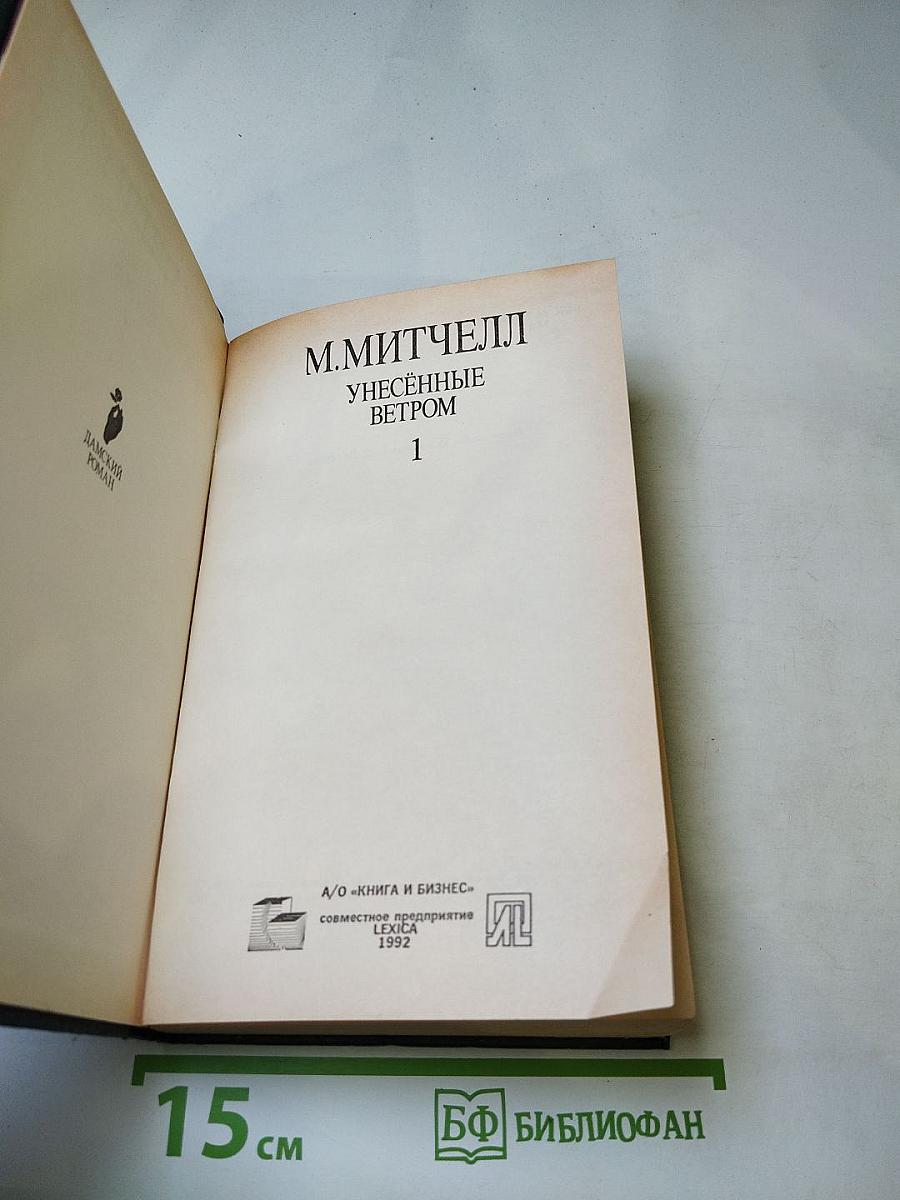 ДАМСКИЙ
РОМАН
М.МИТЧЕЛЛ
УНЕСЁННЫЕ
ВЕТРОМ
1
А/О «КНИГА И БИЗНЕС»
совместное предприятие
LEXICA
1992
15 см
БФ БИБЛИОФАН